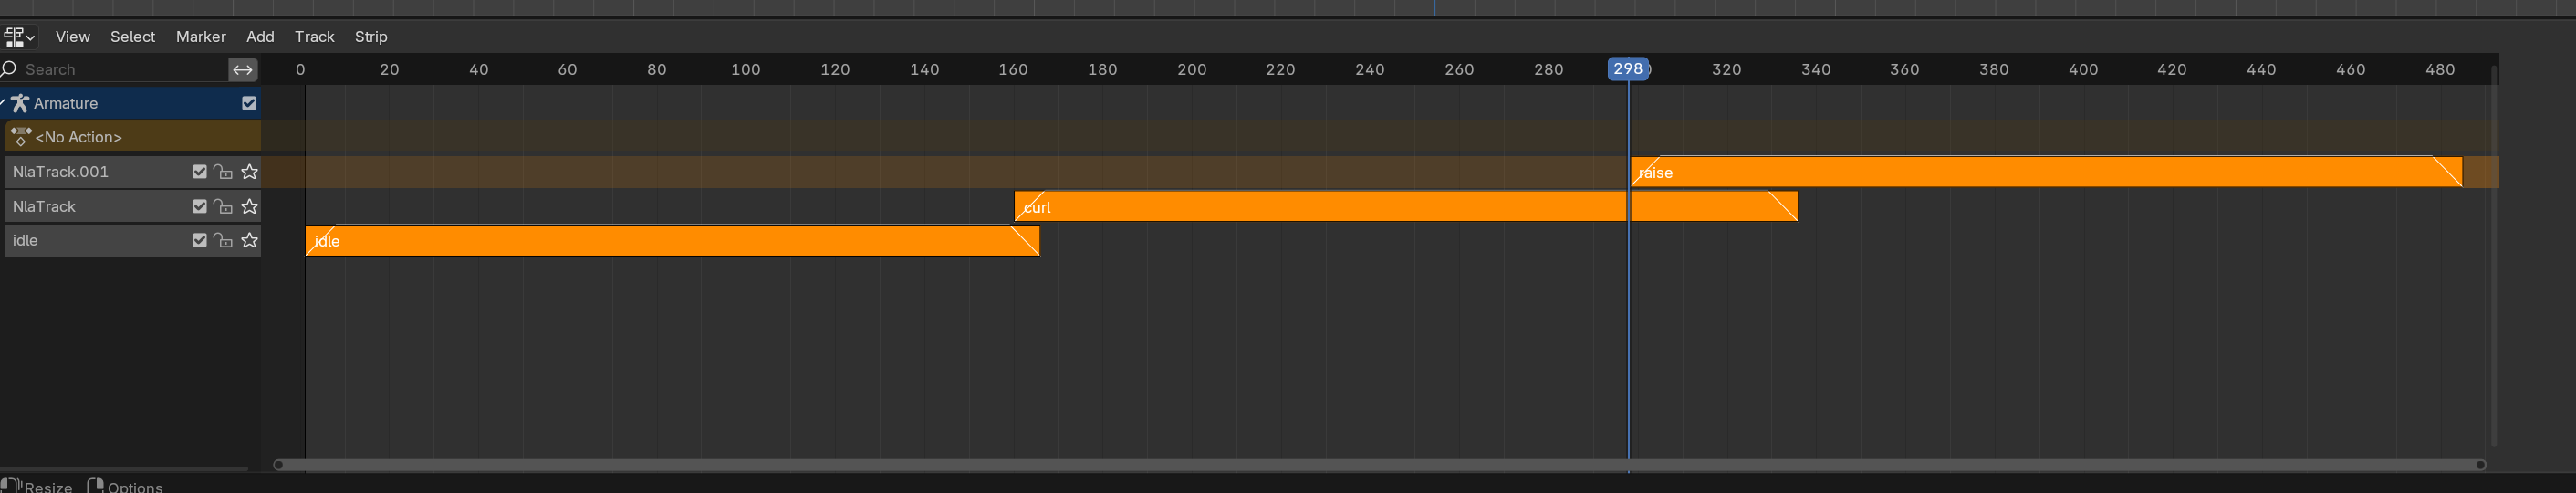 View Select Marker Add Track Strip
Search 0 20 40 60 80 100 120 140 160 180 200 220 240 260 280 298 320 340 360 380 400 420 440 460 480
Armature
<No Action>
NlaTrack.001 raise
NlaTrack curl
idle idle
Resize Options